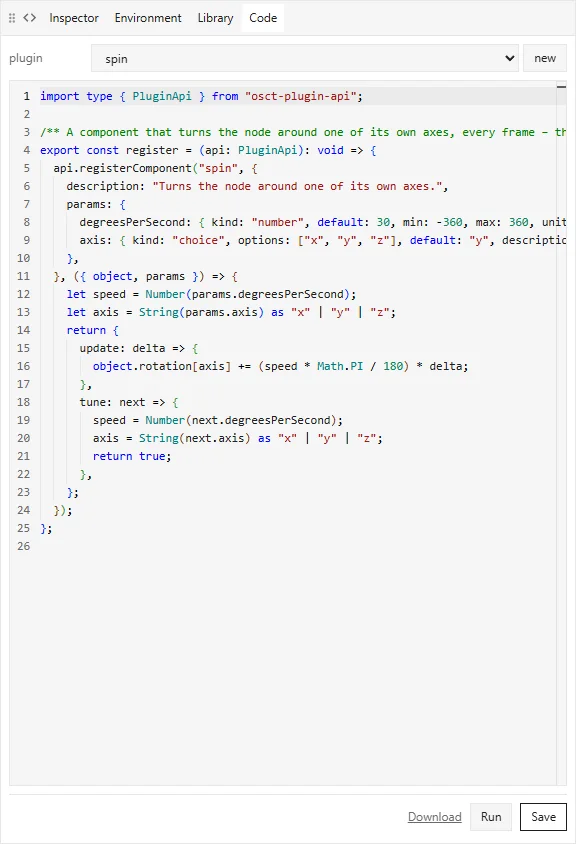 Inspector Environment Library Code
plugin spin new
1 import type { PluginApi } from "osct-plugin-api";
2
3 /** A component that turns the node around one of its own axes, every frame – th
4 export const register = (api: PluginApi): void => {
5 api.registerComponent("spin", {
6 description: "Turns the node around one of its own axes.",
7 params: {
8 degreesPerSecond: { kind: "number", default: 30, min: -360, max: 360, unit
9 axis: { kind: "choice", options: ["x", "y", "z"], default: "y", descriptio
10 },
11 }, ({ object, params }) => {
12 let speed = Number(params.degreesPerSecond);
13 let axis = String(params.axis) as "x" | "y" | "z";
14 return {
15 update: delta => {
16 object.rotation[axis] += (speed * Math.PI / 180) * delta;
17 },
18 tune: next => {
19 speed = Number(next.degreesPerSecond);
20 axis = String(next.axis) as "x" | "y" | "z";
21 return true;
22 },
23 };
24 });
25 };
26
Download Run Save